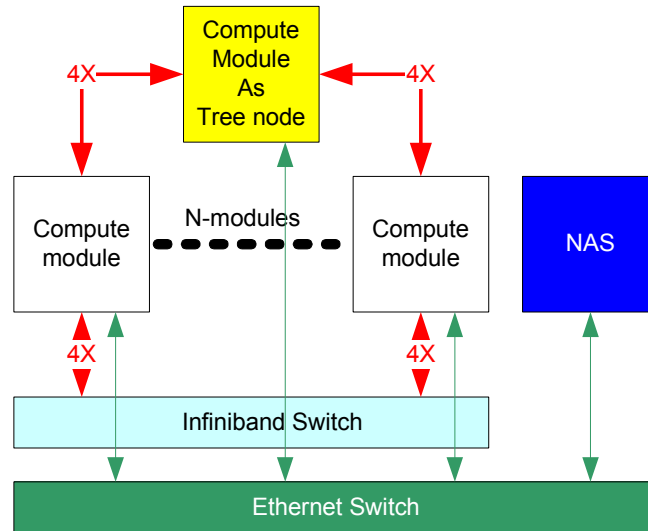 Compute
Module
As
Tree node
4X
4X
Compute
module
N-modules
Compute
module
NAS
4X
4X
Infiniband Switch
Ethernet Switch